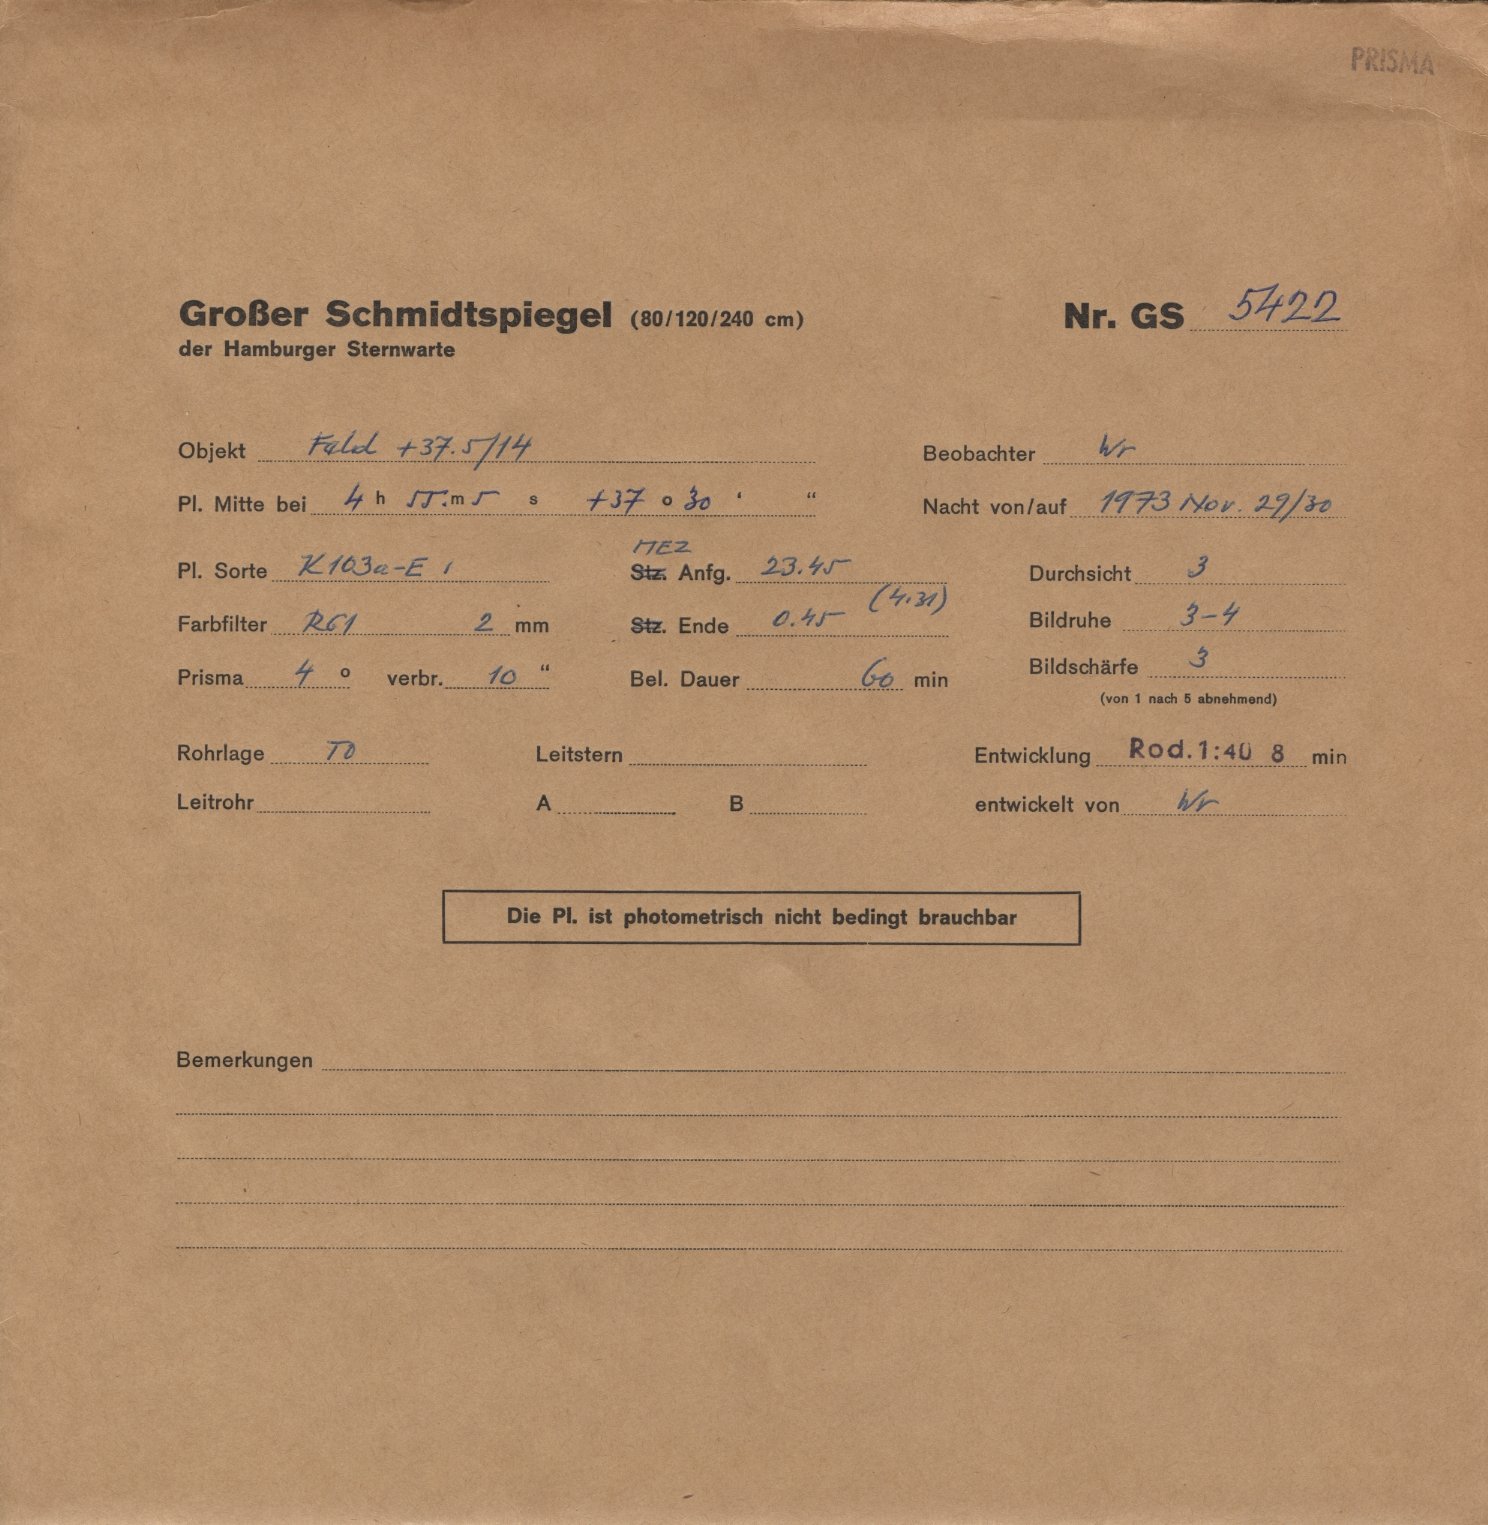 PRISMA
Großer Schmidtspiegel (80/120/240 cm) Nr. GS 5422
der Hamburger Sternwarte
Objekt Feld +37.5/14 Beobachter Wr
Pl. Mitte bei 4 h 55.m 5 s +37 o 30 ‘ “ Nacht von/auf 1973 Nov. 29/30
MEZ
Pl. Sorte K103a-E Stz. Anfg. 23.45 Durchsicht 3
(4.31)
Farbfilter RG1 2 mm Stz. Ende 0.45 Bildruhe 3-4
Prisma 4 o verbr. 10 “ Bel. Dauer 60 min Bildschärfe 3
(von 1 nach 5 abnehmend)
Rohrlage TO Leitstern Entwicklung Rod.1:40 8 min
Leitrohr A B entwickelt von Wr
Die Pl. ist photometrisch nicht bedingt brauchbar
Bemerkungen